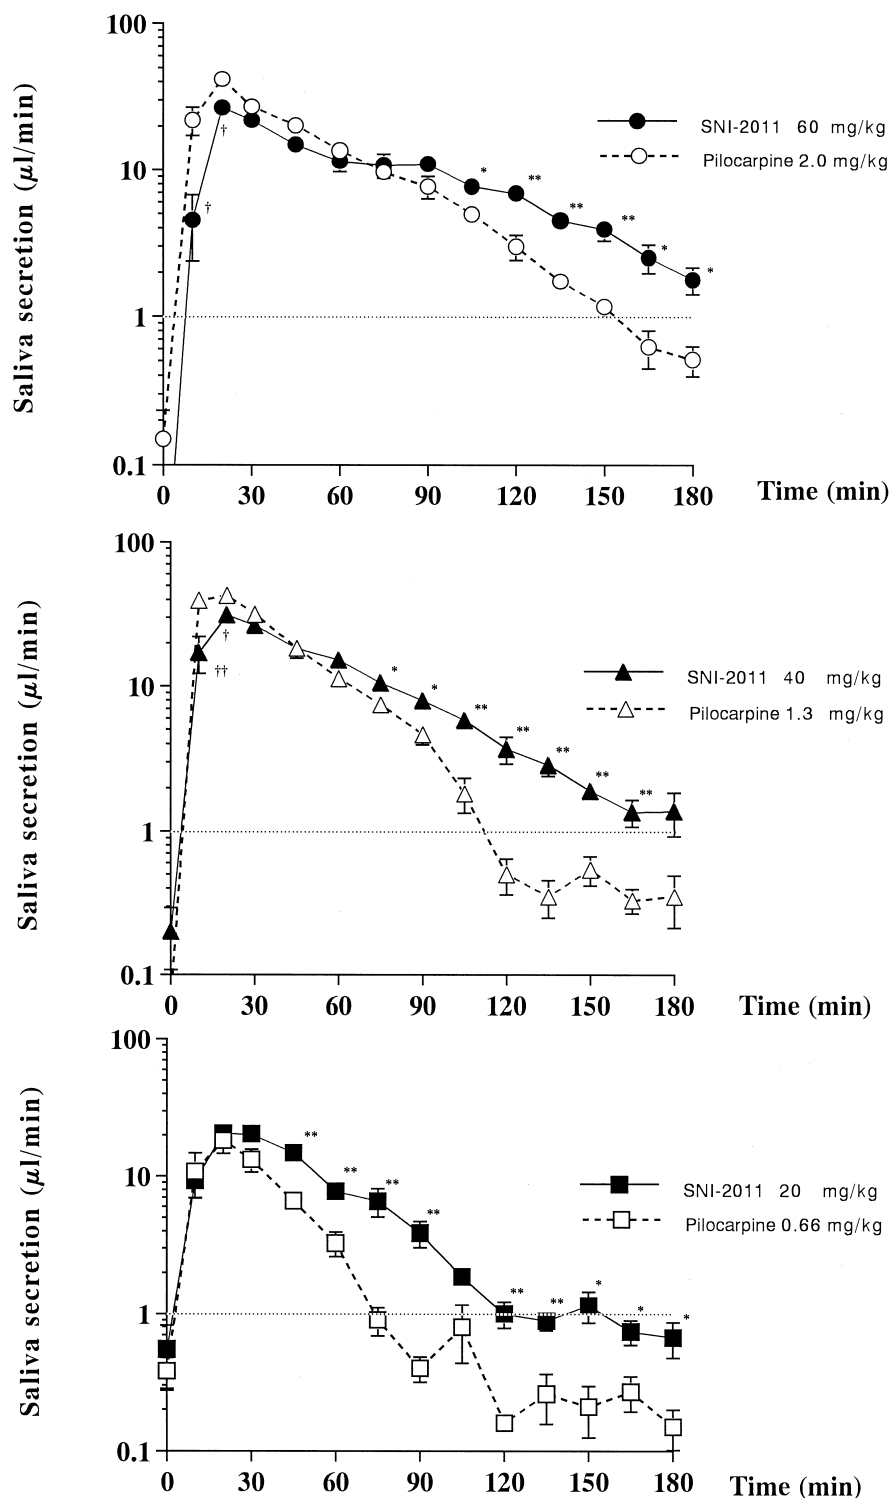 Saliva secretion (μl/min)
100
10
1
0.1
SNI-2011 60 mg/kg
Pilocarpine 2.0 mg/kg
†
†
*
**
**
**
*
*
0 30 60 90 120 150 180
Time (min)
Saliva secretion (μl/min)
100
10
1
0.1
SNI-2011 40 mg/kg
Pilocarpine 1.3 mg/kg
†
††
*
*
**
**
**
**
**
0 30 60 90 120 150 180
Time (min)
Saliva secretion (μl/min)
100
10
1
0.1
SNI-2011 20 mg/kg
Pilocarpine 0.66 mg/kg
**
**
**
**
**
**
*
*
*
0 30 60 90 120 150 180
Time (min)